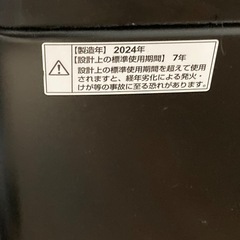 【製造年】2024年
【設計上の標準使用期間】7年
設計上の標準使用期間を超えて使用
されますと、経年劣化による発火・
けが等の事故に至る恐れがあります。